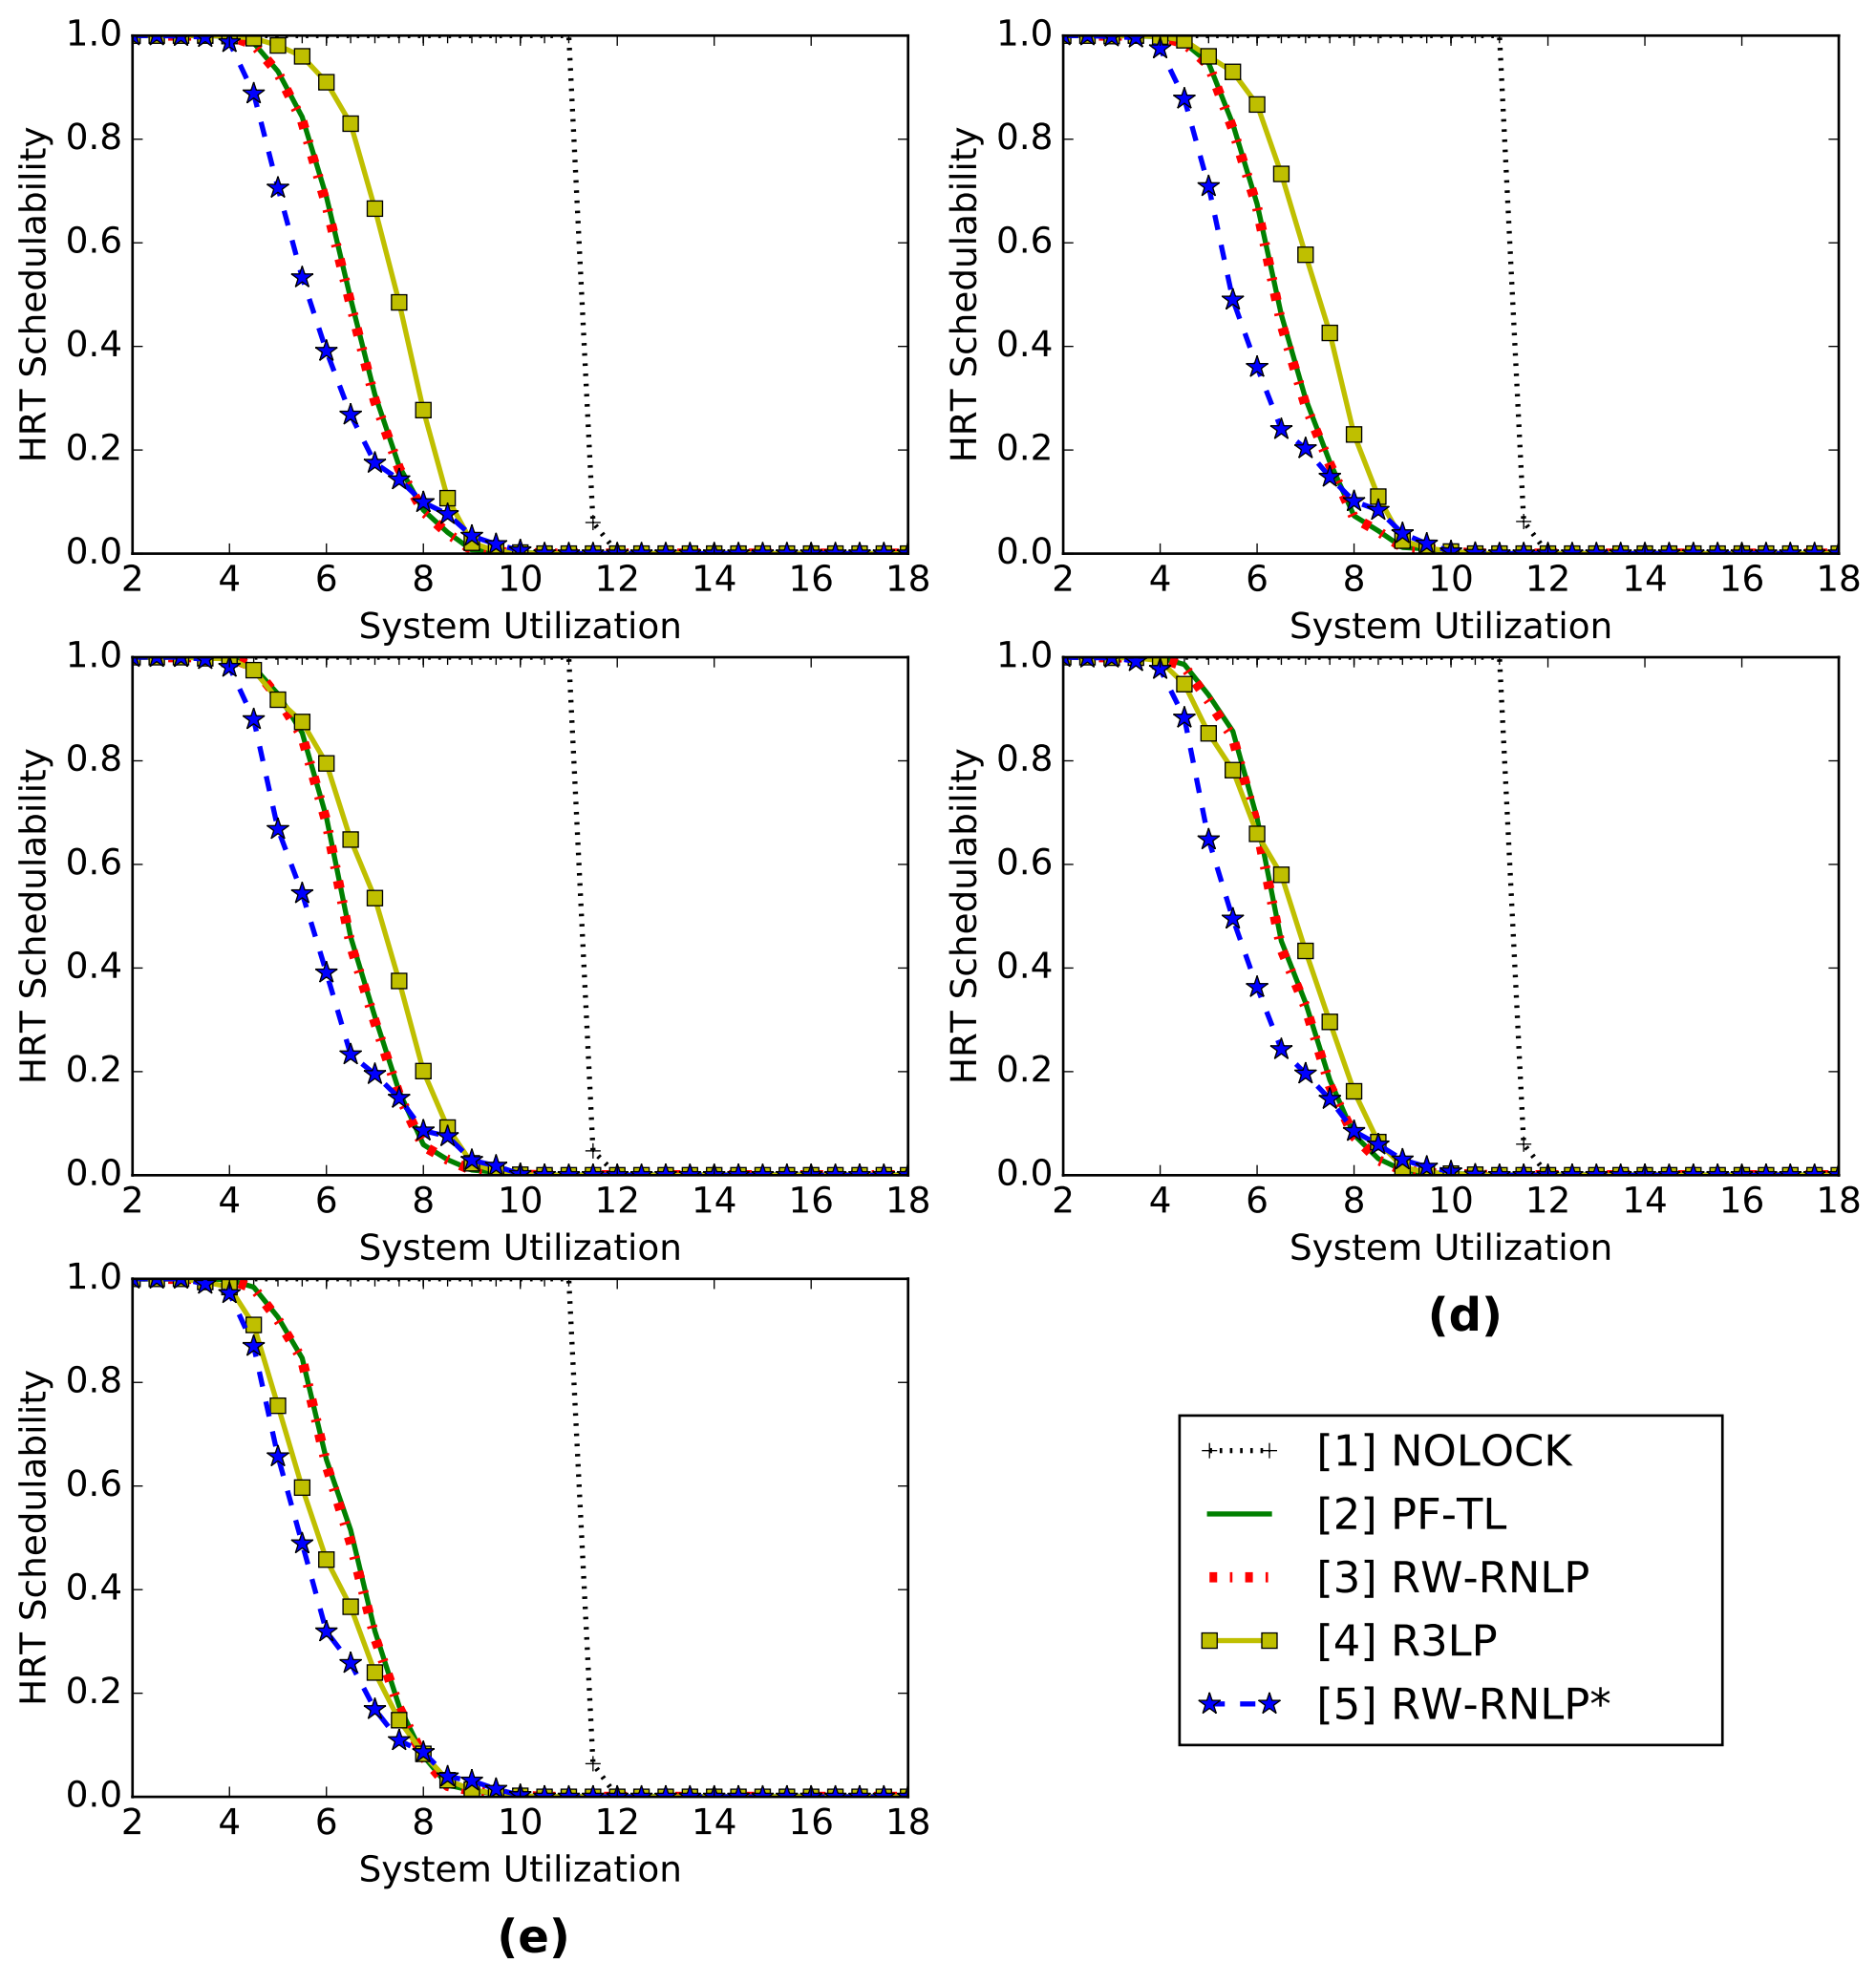 1.0
0.8
0.6
0.4
0.2
0.0
HRT Schedulability
2 4 6 8 10 12 14 16 18
System Utilization
1.0
0.8
0.6
0.4
0.2
0.0
HRT Schedulability
2 4 6 8 10 12 14 16 18
System Utilization
1.0
0.8
0.6
0.4
0.2
0.0
HRT Schedulability
2 4 6 8 10 12 14 16 18
System Utilization
1.0
0.8
0.6
0.4
0.2
0.0
HRT Schedulability
2 4 6 8 10 12 14 16 18
System Utilization
(d)
1.0
0.8
0.6
0.4
0.2
0.0
HRT Schedulability
2 4 6 8 10 12 14 16 18
System Utilization
(e)
[1] NOLOCK
[2] PF-TL
[3] RW-RNLP
[4] R3LP
[5] RW-RNLP*